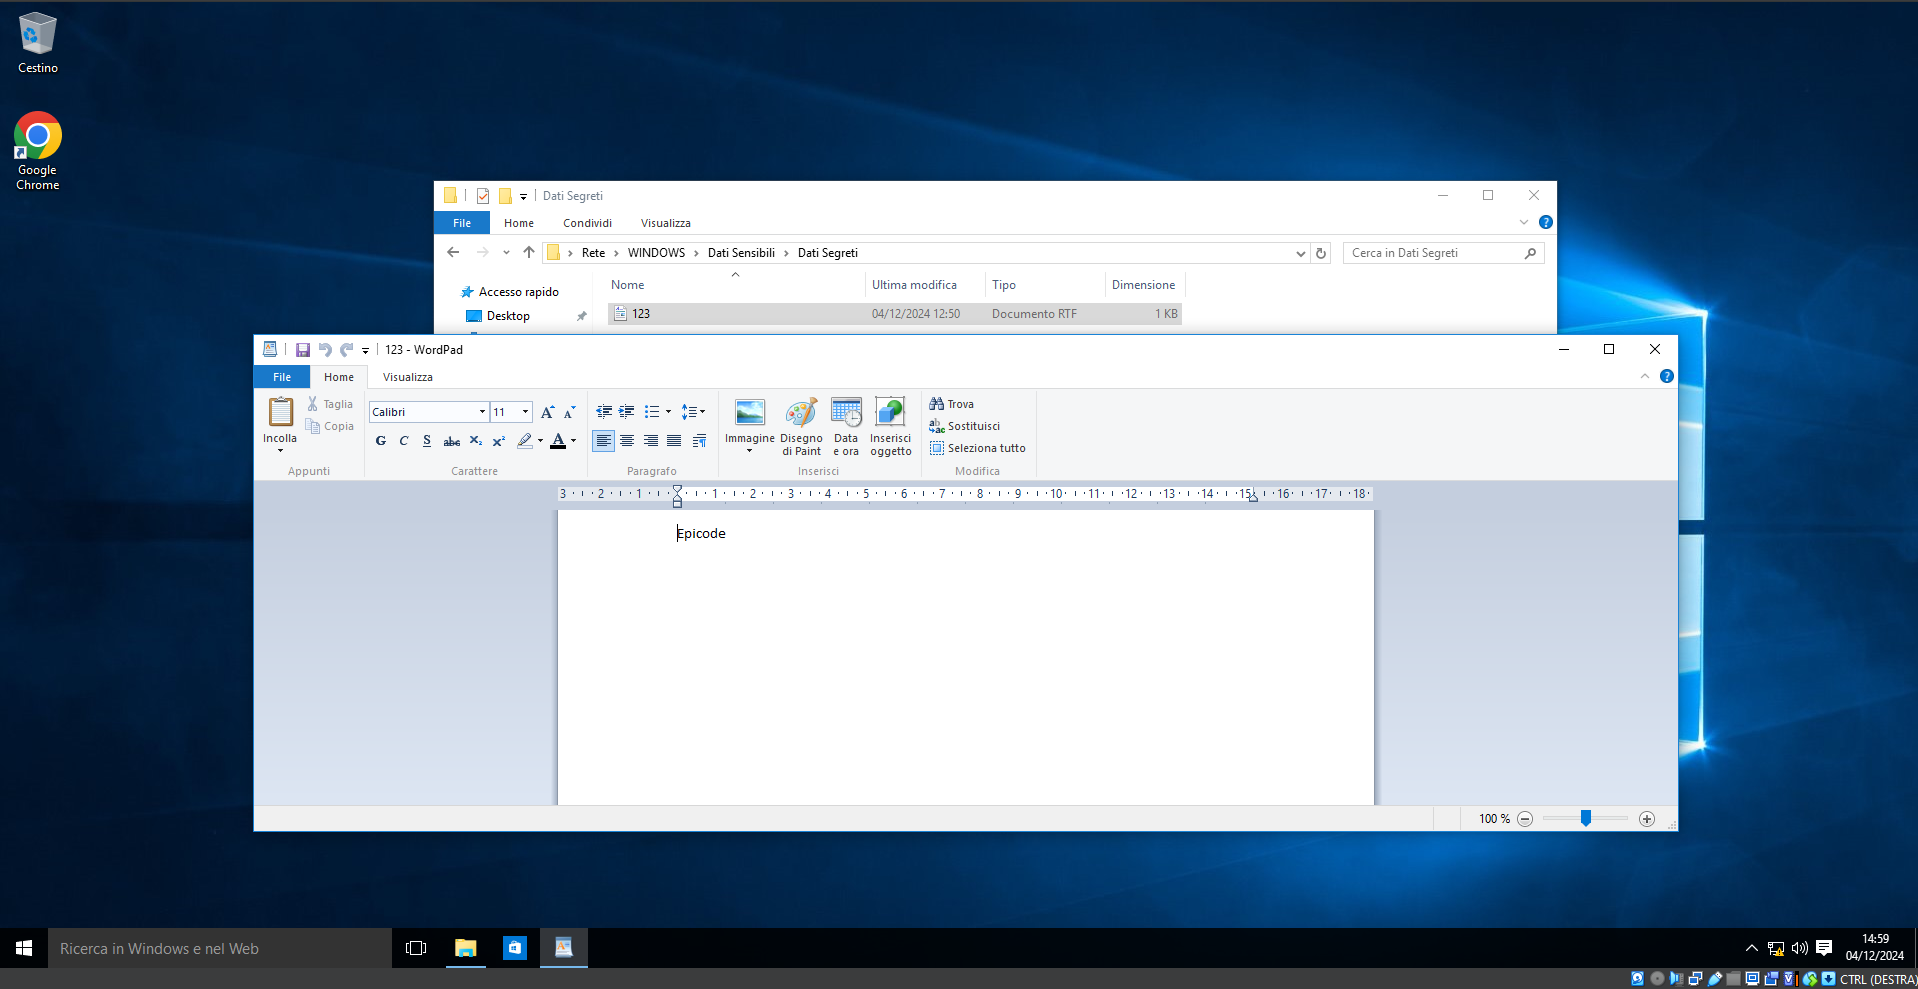 Cestino
Google
Chrome
Dati Segreti
File Home Condividi Visualizza
Rete WINDOWS Dati Sensibili Dati Segreti Cerca in Dati Segreti
Nome Ultima modifica Tipo Dimensione
Accesso rapido
Desktop
123 04/12/2024 12:50 Documento RTF 1 KB
123 - WordPad
File Home Visualizza
Incolla
Taglia
Copia
Appunti
Calibri 11
G C S abc X₂ X²
Carattere
Paragrafo
Immagine
Disegno
di Paint
Data
e ora
Inserisci
oggetto
Inserisci
Trova
Sostituisci
Seleziona tutto
Modifica
3 2 1 1 2 3 4 5 6 7 8 9 10 11 12 13 14 15 16 17 18
Epicode
100 %
Ricerca in Windows e nel Web
14:59
04/12/2024
CTRL (DESTRA)